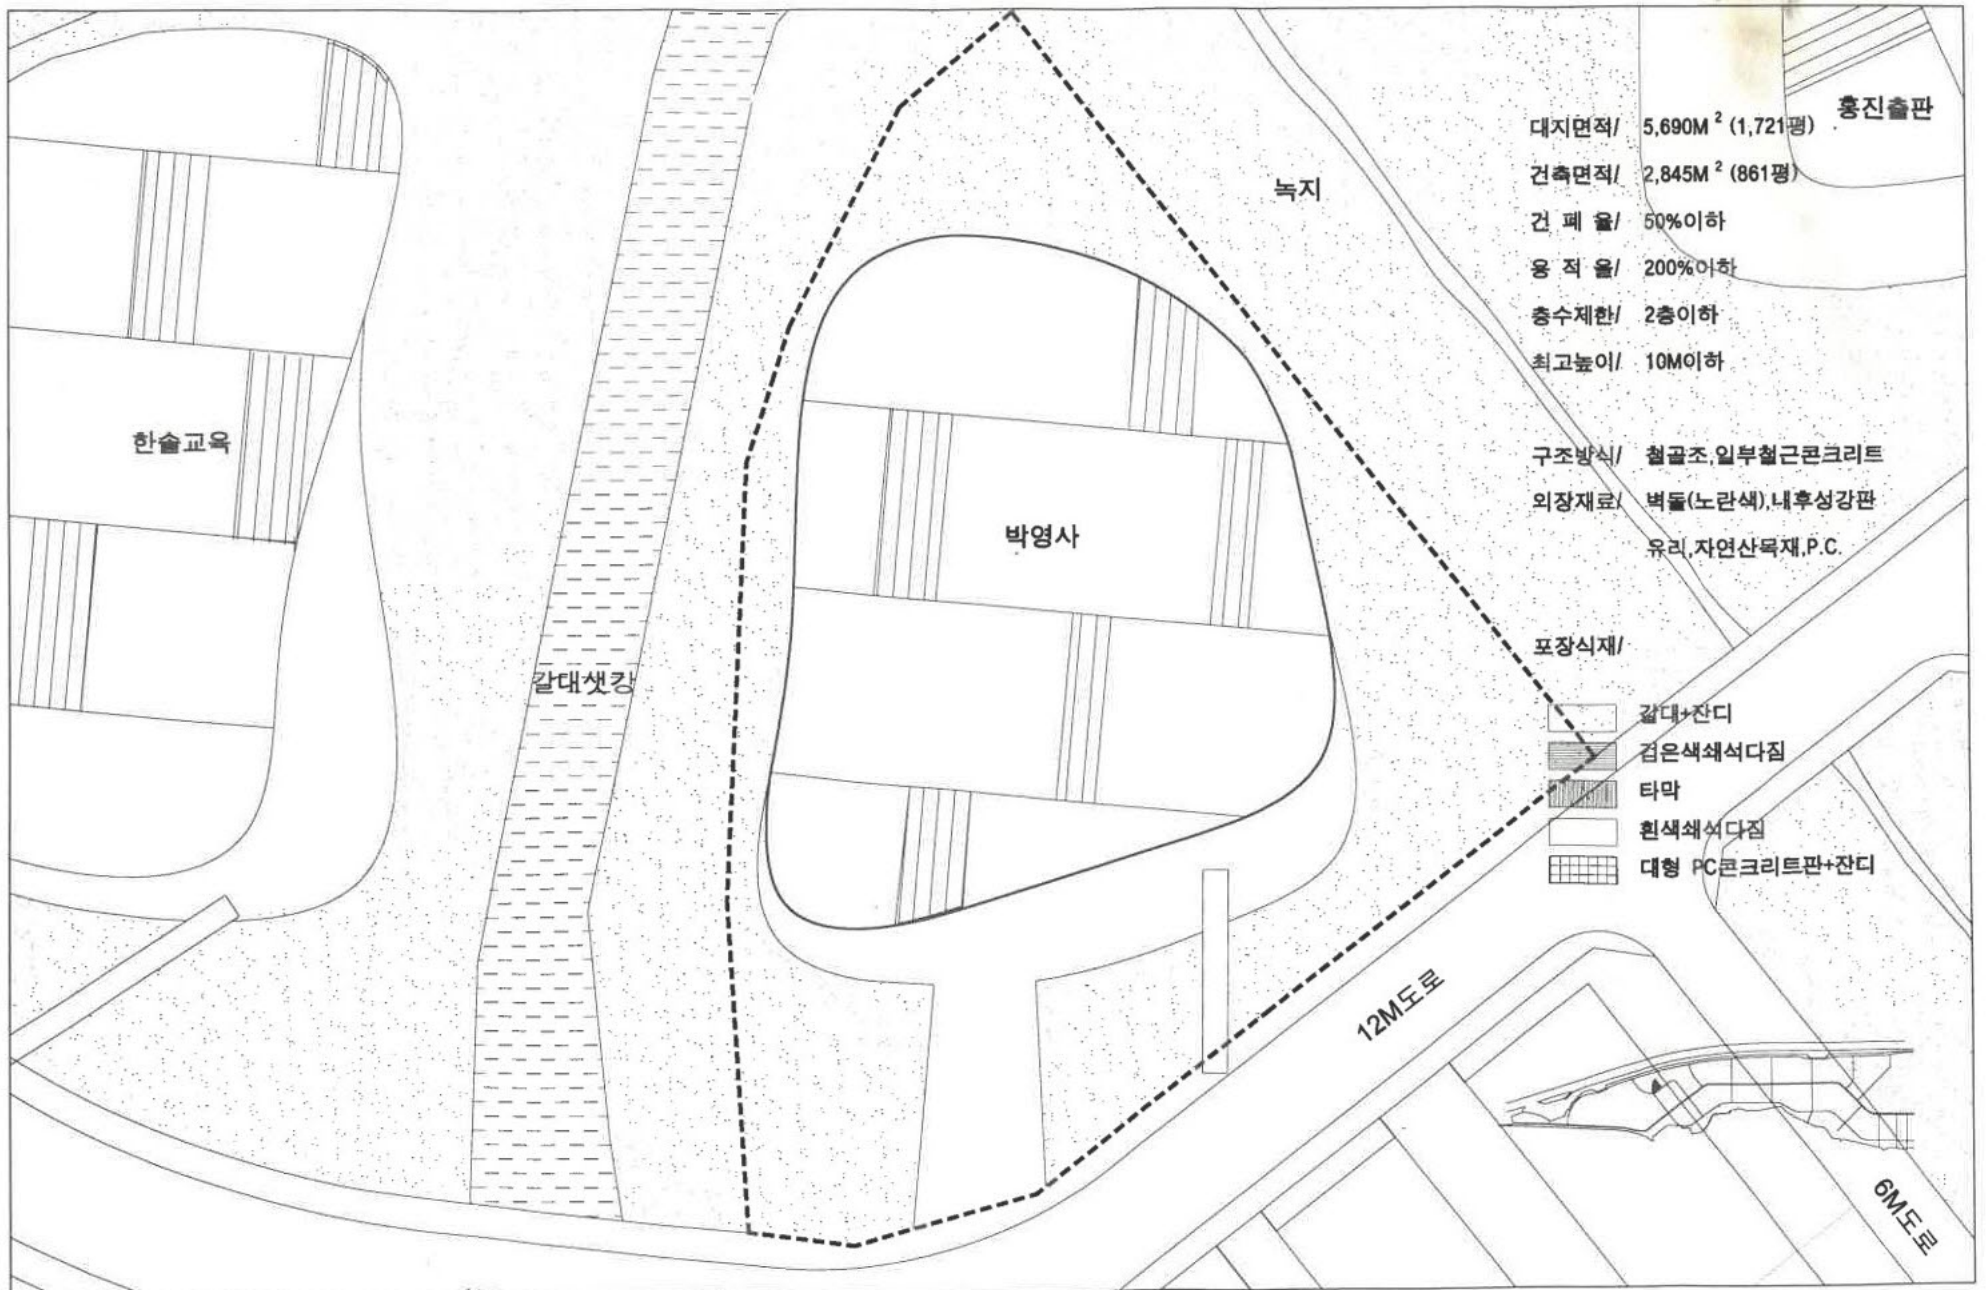 홍진출판
대지면적/ 5,690M² (1,721평)
건축면적/ 2,845M² (861평)
녹지
건 폐 율/ 50%이하
용 적 율/ 200%이하
층수제한/ 2층이하
최고높이/ 10M이하
한솔교육
구조방식/ 철골조,일부철근콘크리트
외장재료/ 벽돌(노란색),내후성강판
박영사
유리,자연산목재,P.C.
포장식재/
갈대샛강
갈대+잔디
검은색쇄석다짐
타막
흰색쇄석다짐
대형 PC콘크리트판+잔디
12M도로
6M도로